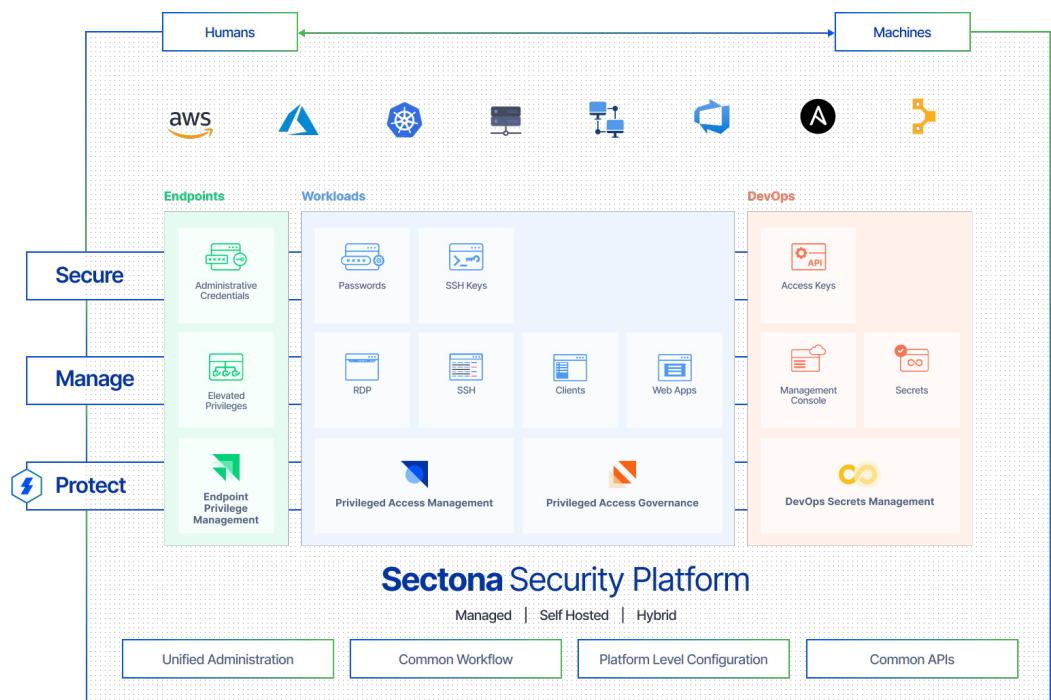 Humans
Machines
aws
Endpoints
Workloads
DevOps
Secure
Administrative
Credentials
Passwords
SSH Keys
API
Access Keys
Manage
Elevated
Privileges
RDP
SSH
Clients
Web Apps
Management
Console
Secrets
Protect
Endpoint
Privilege
Management
Privileged Access Management
Privileged Access Governance
DevOps Secrets Management
Sectona Security Platform
Managed | Self Hosted | Hybrid
Unified Administration
Common Workflow
Platform Level Configuration
Common APIs